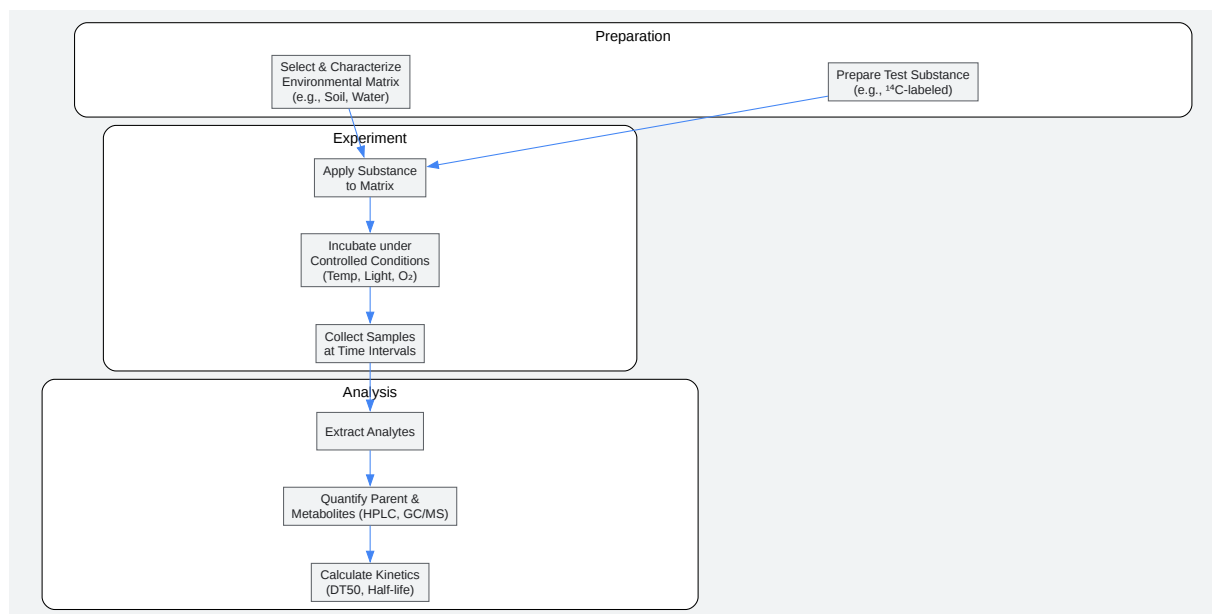 Preparation
Select & Characterize
Environmental Matrix
(e.g., Soil, Water)
Prepare Test Substance
(e.g., ¹⁴C-labeled)
Experiment
Apply Substance
to Matrix
Incubate under
Controlled Conditions
(Temp, Light, O₂)
Collect Samples
at Time Intervals
Analysis
Extract Analytes
Quantify Parent &
Metabolites (HPLC, GC/MS)
Calculate Kinetics
(DT50, Half-life)